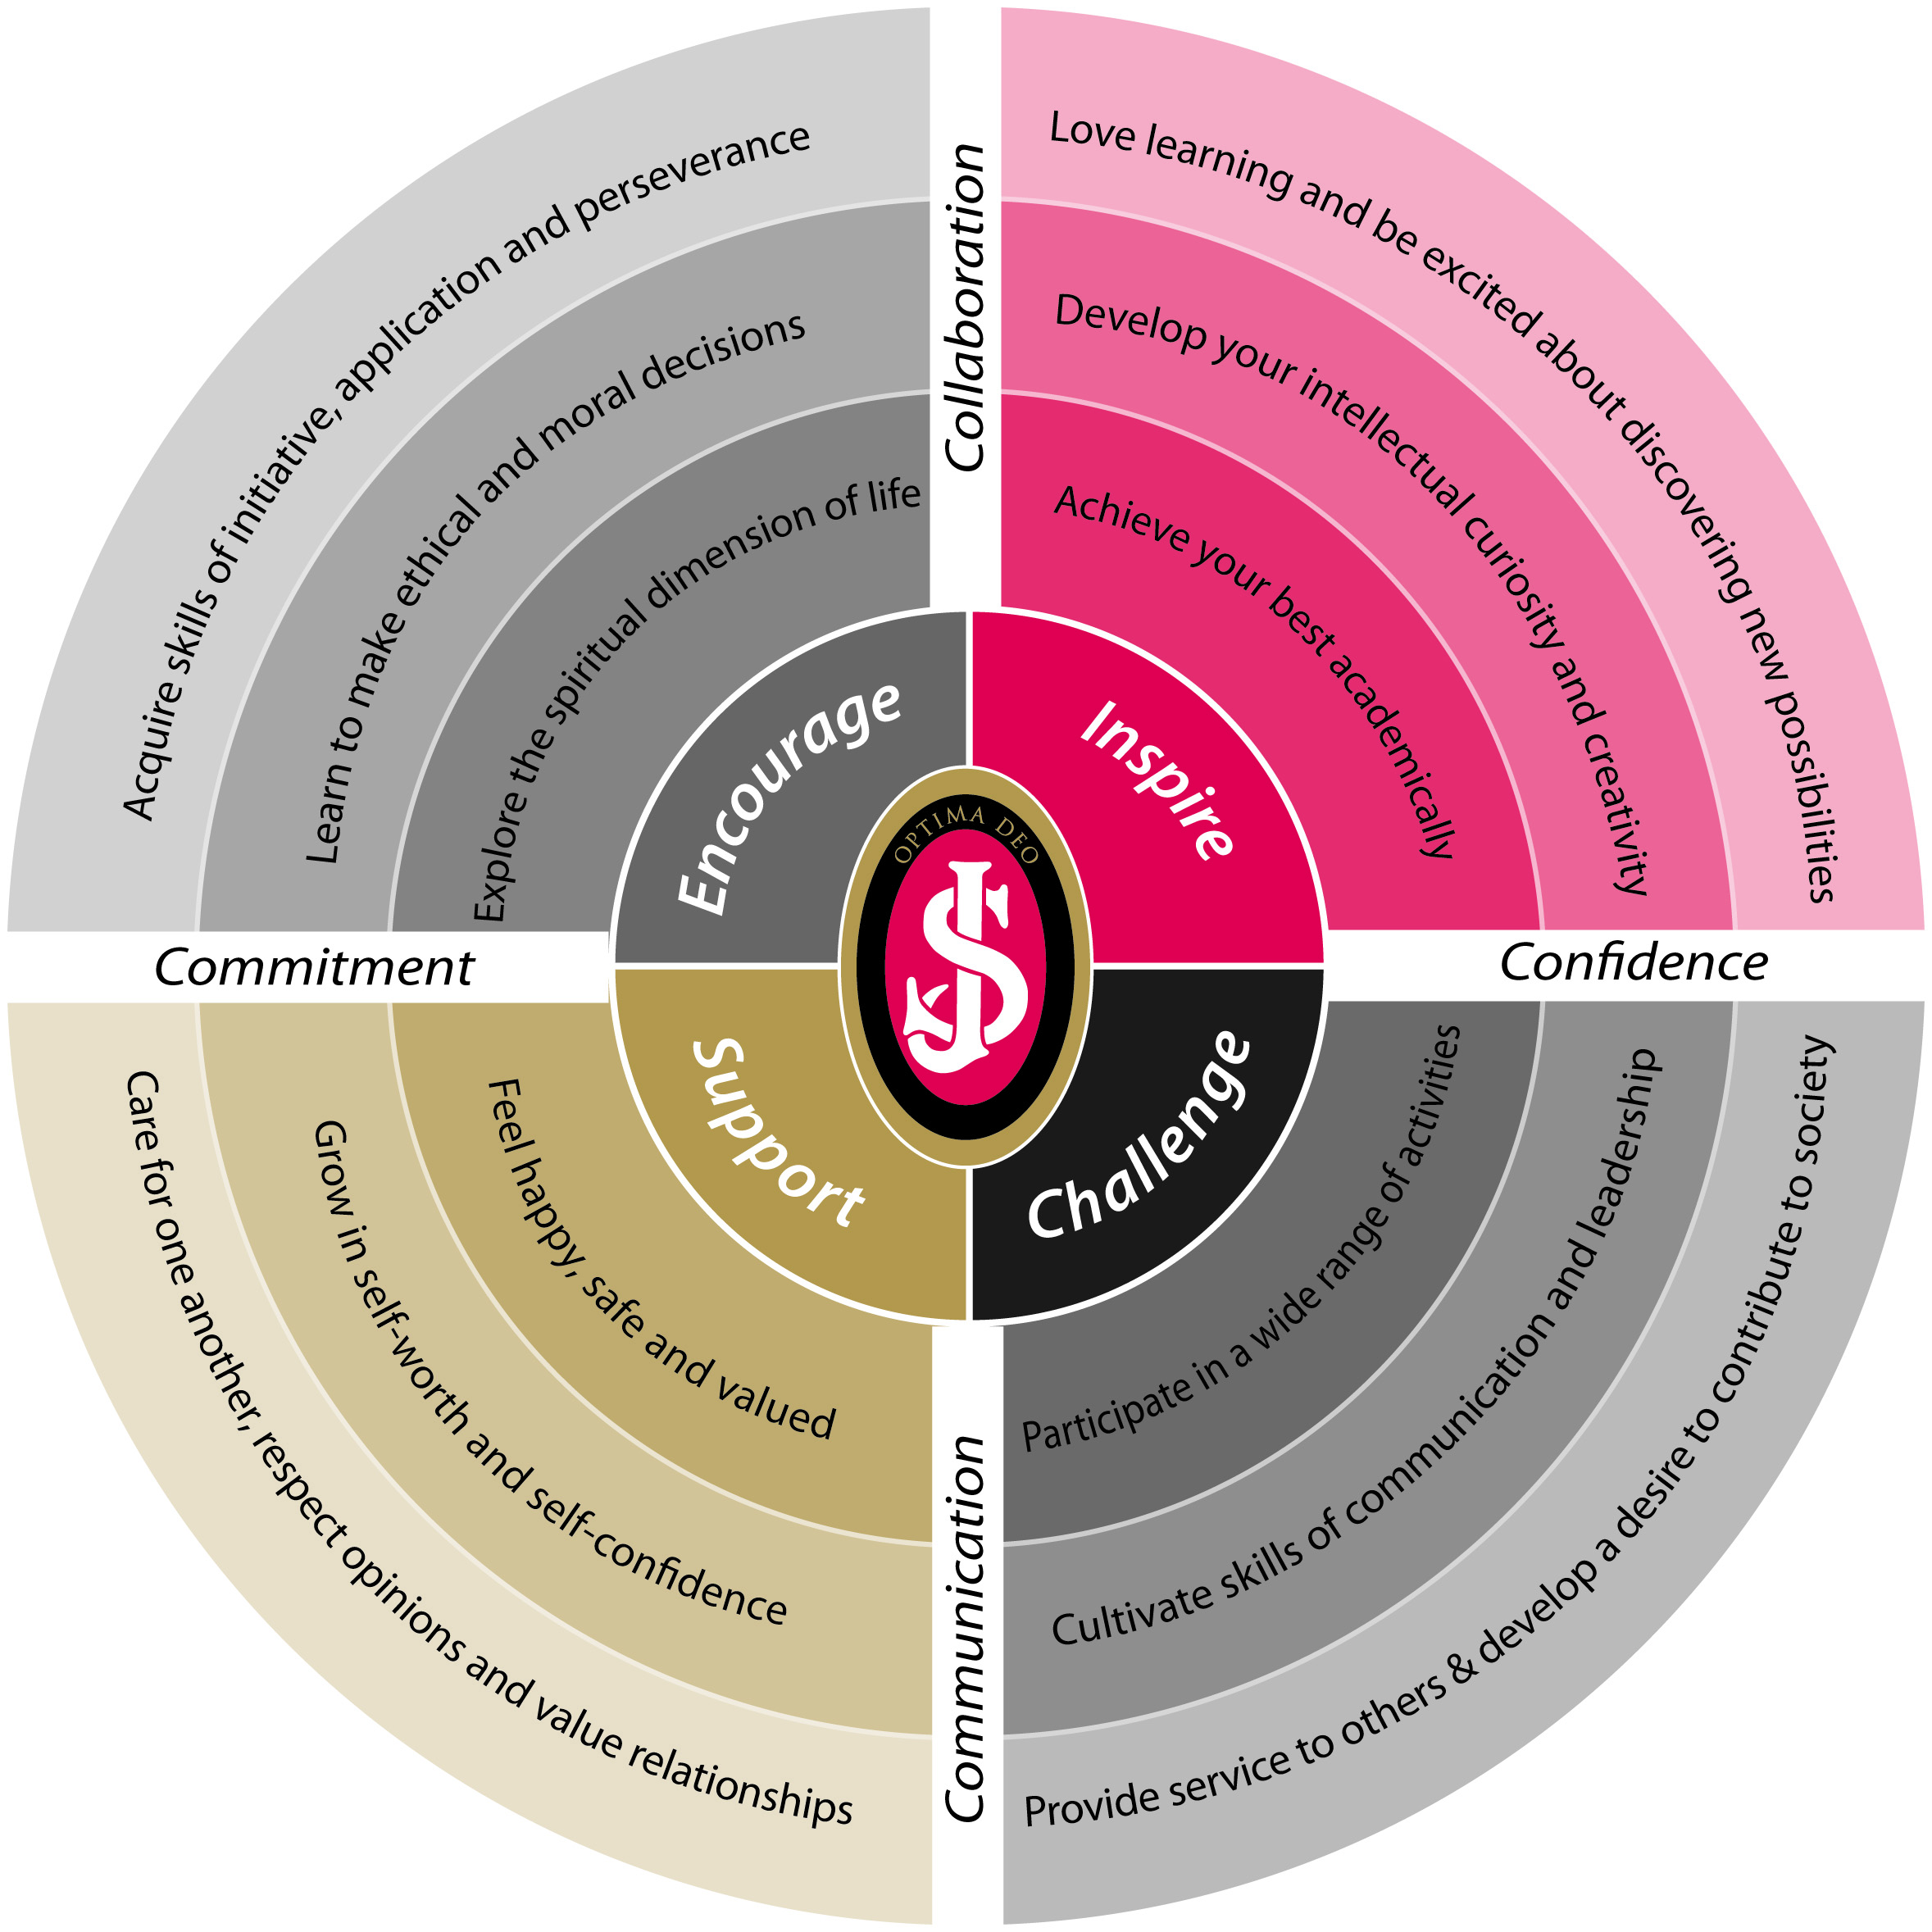 Collaboration
Confidence
Communication
Commitment
Encourage
Explore the spiritual dimension of life
Learn to make ethical and moral decisions
Acquire skills of initiative, application and perseverance
Inspire
Achieve your best academically
Develop your intellectual curiosity and creativity
Love learning and be excited about discovering new possibilities
Challenge
Participate in a wide range of activities
Cultivate skills of communication and leadership
Provide service to others & develop a desire to contribute to society
Support
Feel happy, safe and valued
Grow in self-worth and self-confidence
Care for one another, respect opinions and value relationships
OPTIMA DEO